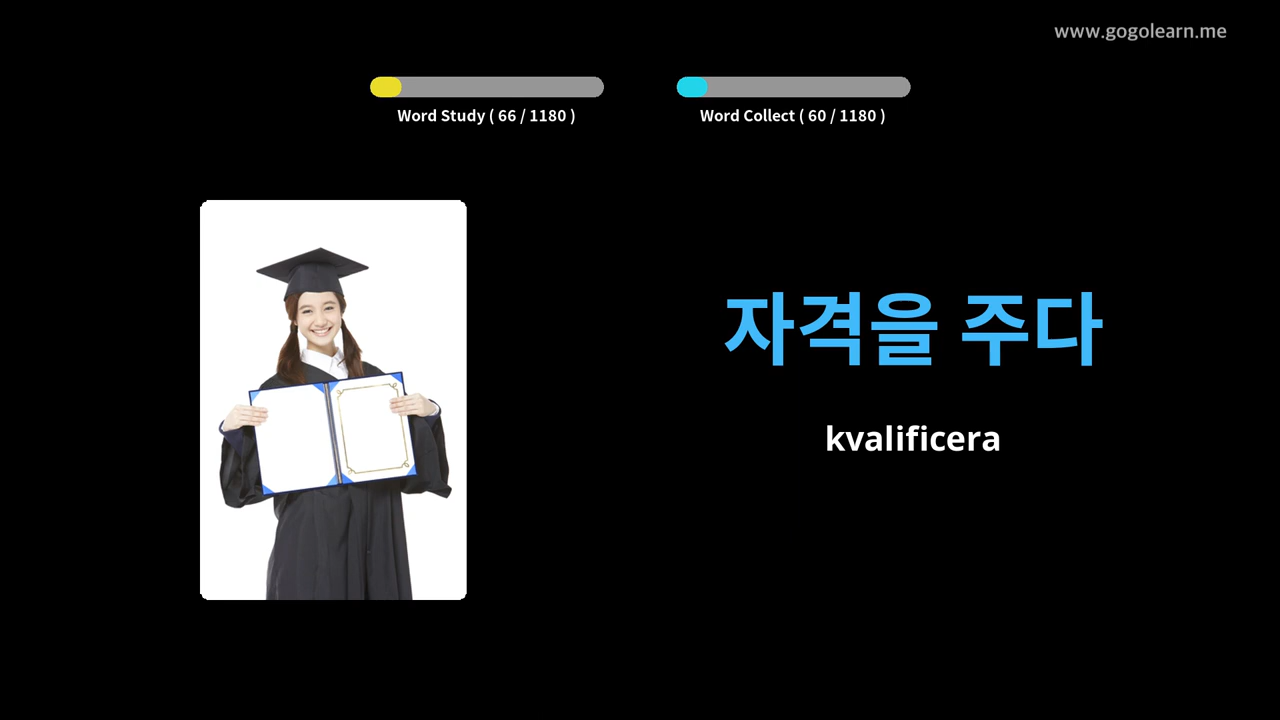 www.gogolearn.me
Word Study ( 66 / 1180 )
Word Collect ( 60 / 1180 )
자격을 주다
kvalificera